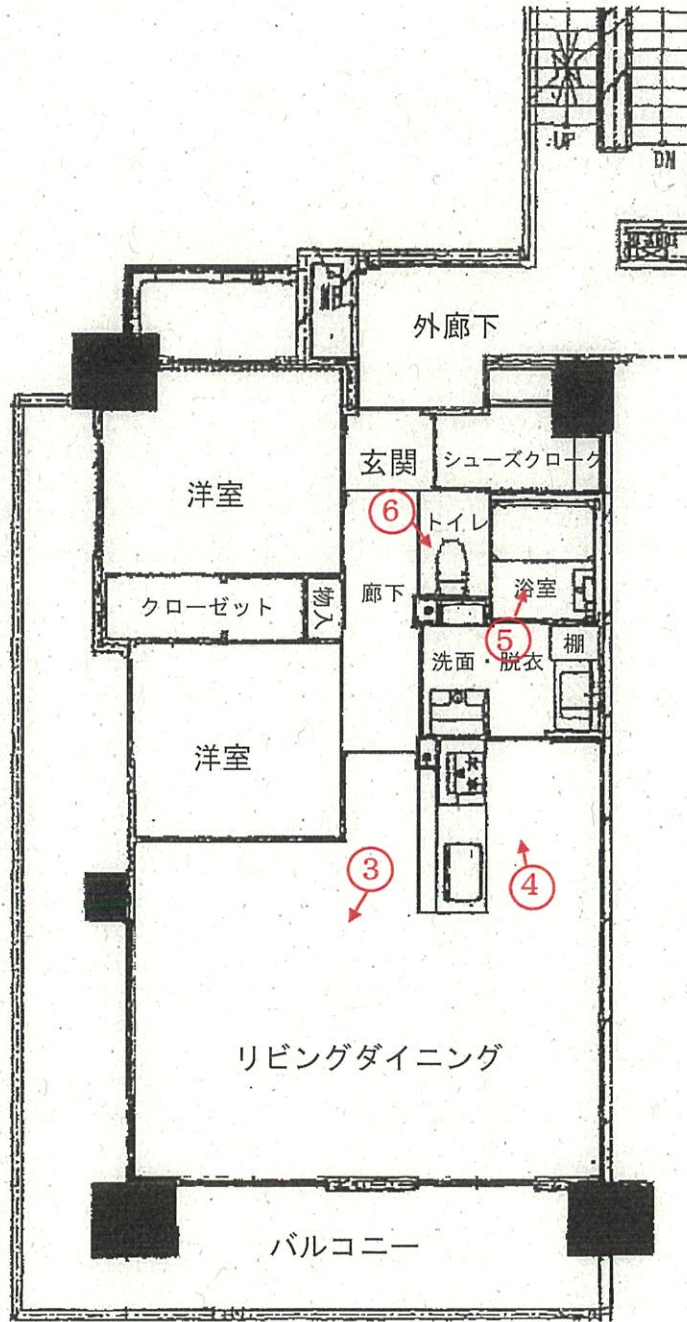 UP
DN
外廊下
玄関
シューズクローク
洋室
⑥
トイレ
クローゼット
物入
廊下
浴室
⑤
洗面・脱衣
棚
洋室
③
④
リビングダイニング
バルコニー